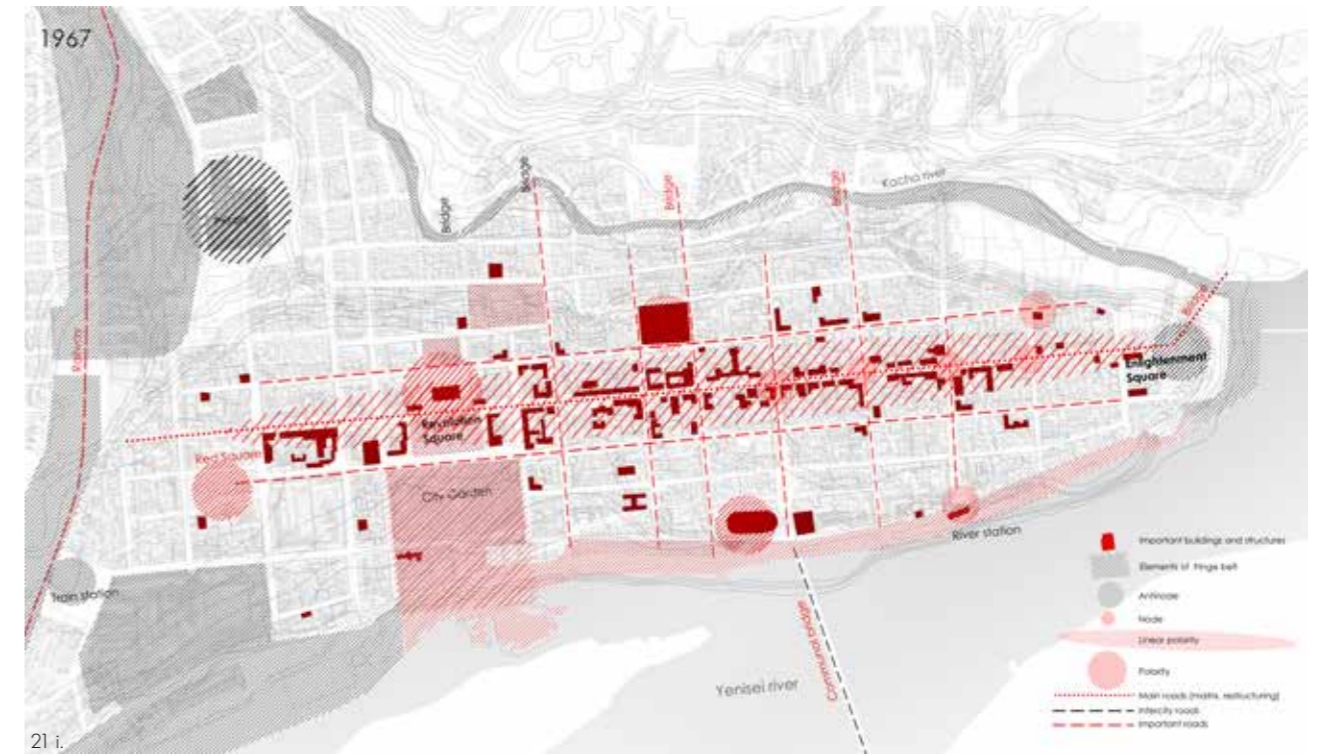 1967
Bridge
Bridge
Bridge
Bridge
Kacha river
Bridge
Railway
Enlightenment
Square
Revolution
Square
Red Square
City Garden
River station
Train station
Communal bridge
Yenisei river
Important buildings and structures
Elements of fringe belt
Antinode
Node
Linear polarity
Polarity
Main roads (matrix, restructuring)
Intercity roads
Important roads
21 i.